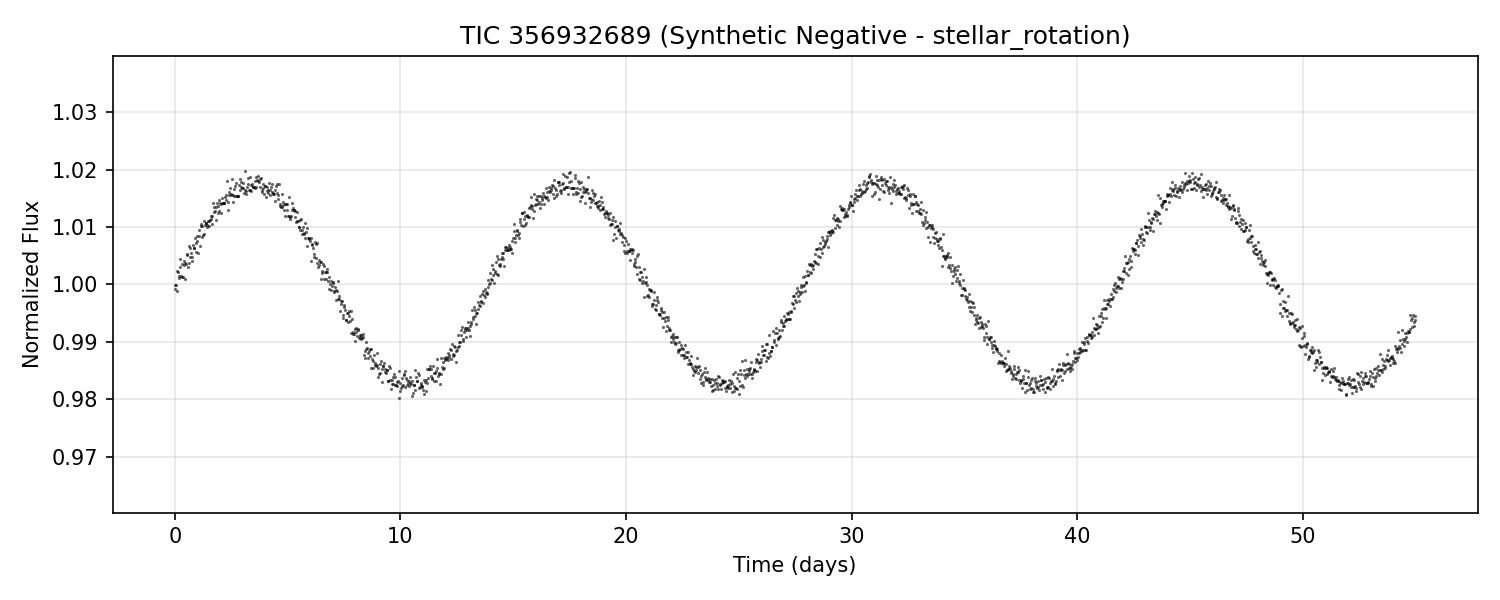 TIC 356932689 (Synthetic Negative - stellar_rotation)
Normalized Flux
1.03
1.02
1.01
1.00
0.99
0.98
0.97
0 10 20 30 40 50
Time (days)